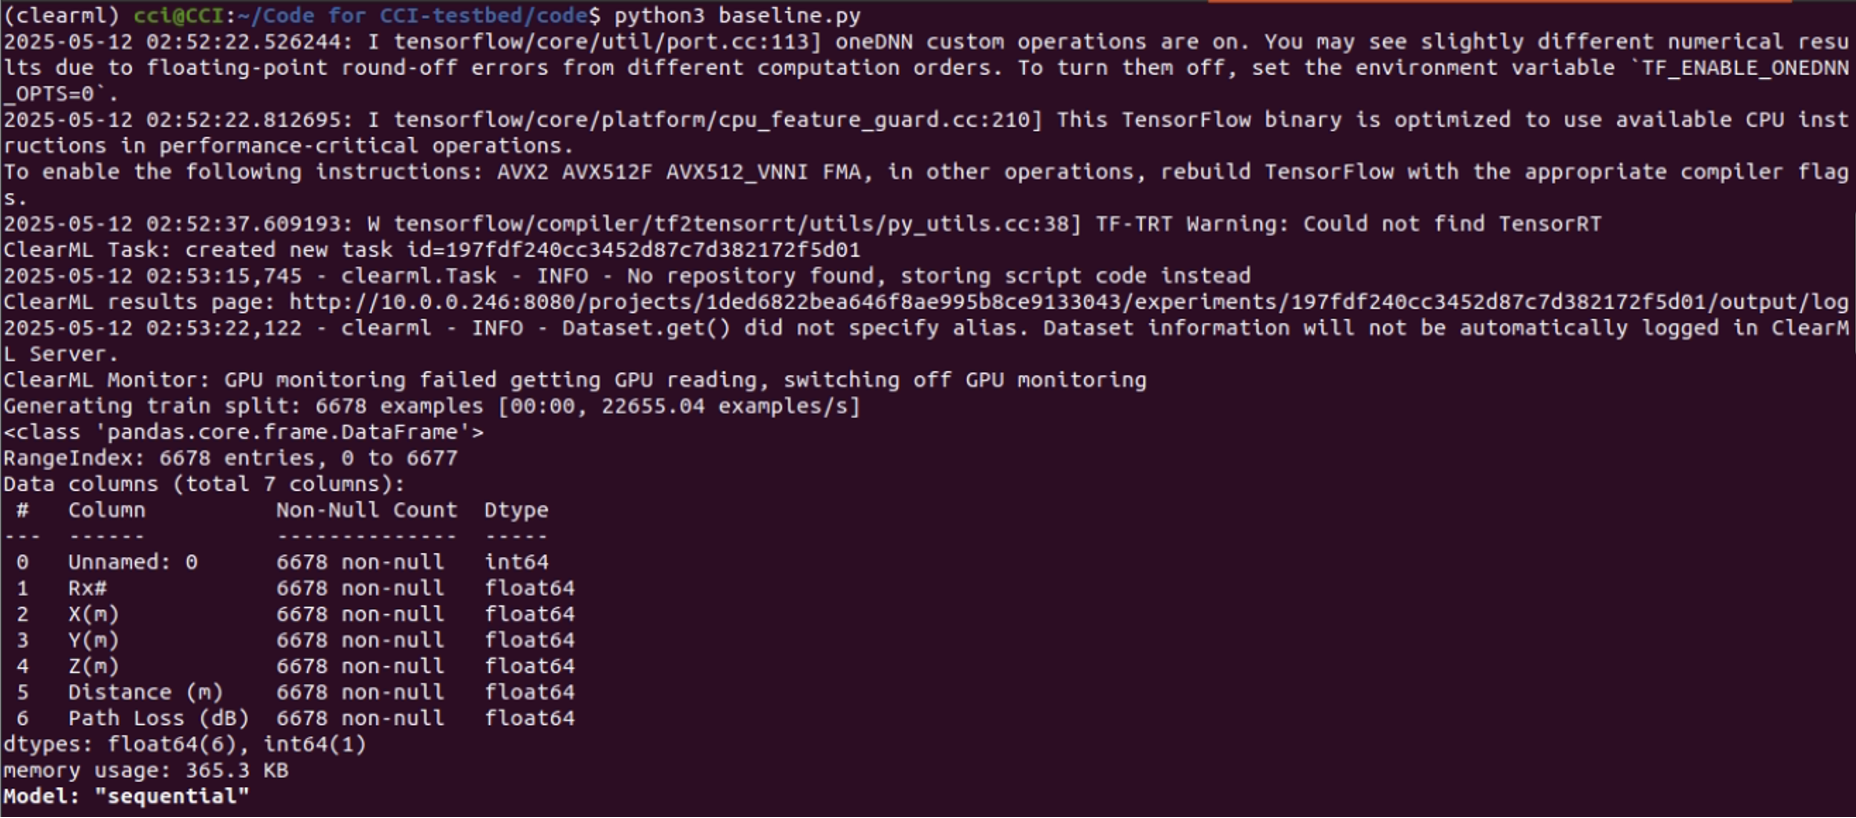 (clearml) cci@CCI:~/Code for CCI-testbed/code$ python3 baseline.py
2025-05-12 02:52:22.526244: I tensorflow/core/util/port.cc:113] oneDNN custom operations are on. You may see slightly different numerical resu
lts due to floating-point round-off errors from different computation orders. To turn them off, set the environment variable `TF_ENABLE_ONEDNN
_OPTS=0`.
2025-05-12 02:52:22.812695: I tensorflow/core/platform/cpu_feature_guard.cc:210] This TensorFlow binary is optimized to use available CPU inst
ructions in performance-critical operations.
To enable the following instructions: AVX2 AVX512F AVX512_VNNI FMA, in other operations, rebuild TensorFlow with the appropriate compiler flag
s.
2025-05-12 02:52:37.609193: W tensorflow/compiler/tf2tensorrt/utils/py_utils.cc:38] TF-TRT Warning: Could not find TensorRT
ClearML Task: created new task id=197fdf240cc3452d87c7d382172f5d01
2025-05-12 02:53:15,745 - clearml.Task - INFO - No repository found, storing script code instead
ClearML results page: http://10.0.0.246:8080/projects/1ded6822bea646f8ae995b8ce9133043/experiments/197fdf240cc3452d87c7d382172f5d01/output/log
2025-05-12 02:53:22,122 - clearml - INFO - Dataset.get() did not specify alias. Dataset information will not be automatically logged in ClearM
L Server.
ClearML Monitor: GPU monitoring failed getting GPU reading, switching off GPU monitoring
Generating train split: 6678 examples [00:00, 22655.04 examples/s]
<class 'pandas.core.frame.DataFrame'>
RangeIndex: 6678 entries, 0 to 6677
Data columns (total 7 columns):
 #   Column          Non-Null Count  Dtype
---  ------          --------------  -----
 0   Unnamed: 0      6678 non-null   int64
 1   Rx#             6678 non-null   float64
 2   X(m)            6678 non-null   float64
 3   Y(m)            6678 non-null   float64
 4   Z(m)            6678 non-null   float64
 5   Distance (m)    6678 non-null   float64
 6   Path Loss (dB)  6678 non-null   float64
dtypes: float64(6), int64(1)
memory usage: 365.3 KB
Model: "sequential"